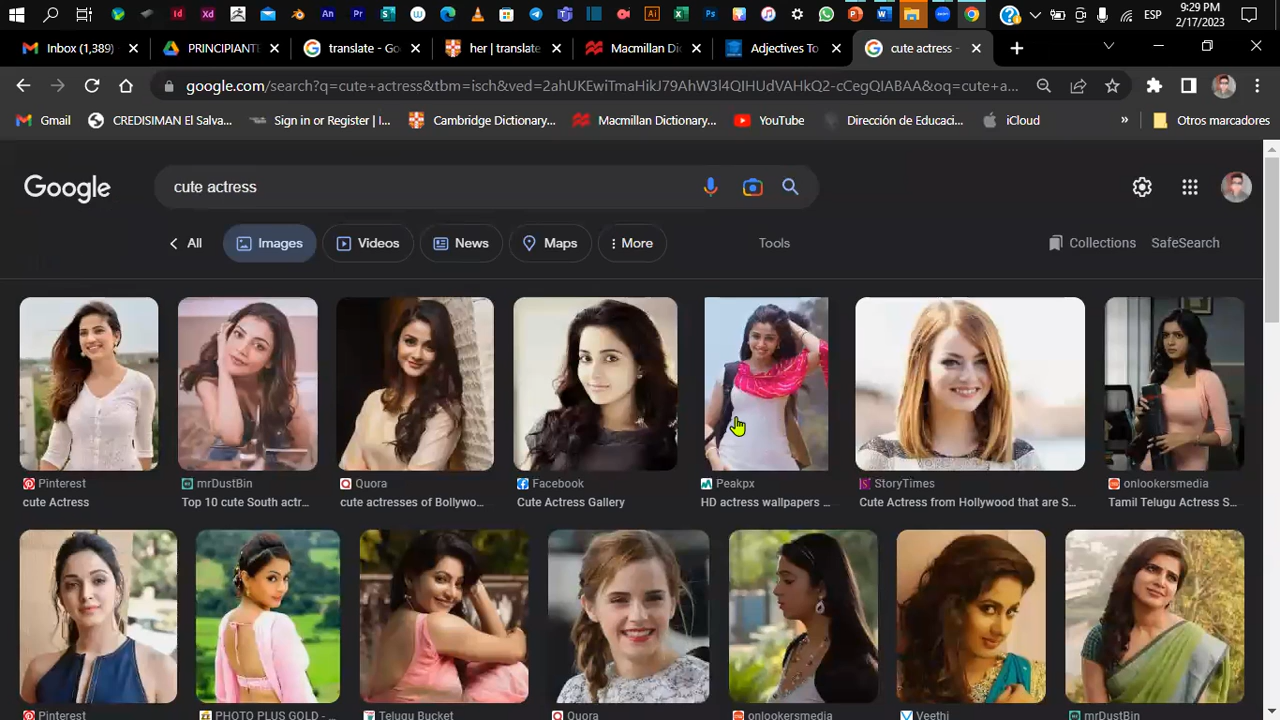 ESP
9:29 PM
2/17/2023
Inbox (1,389)
PRINCIPIANTE
translate - Go
her | translate
Macmillan Di
Adjectives To
cute actress -
google.com/search?q=cute+actress&tbm=isch&ved=2ahUKEwiTmaHikJ79AhW3l4QIHUdVAHkQ2-cCegQIABAA&oq=cute+a...
Gmail
CREDISIMAN El Salva...
Sign in or Register | I...
Cambridge Dictionary...
Macmillan Dictionary...
YouTube
Dirección de Educaci...
iCloud
»
Otros marcadores
Google
cute actress
All
Images
Videos
News
Maps
More
Tools
Collections
SafeSearch
Pinterest
cute Actress
mrDustBin
Top 10 cute South actr...
Quora
cute actresses of Bollywo...
Facebook
Cute Actress Gallery
Peakpx
HD actress wallpapers ...
StoryTimes
Cute Actress from Hollywood that are S...
onlookersmedia
Tamil Telugu Actress S...
Pinterest
PHOTO PLUS GOLD - ...
Telugu Bucket
Quora
onlookersmedia
Veethi
mrDustBin